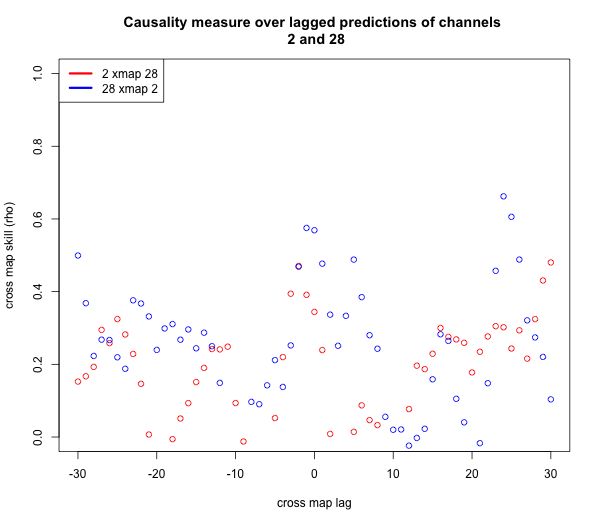 Causality measure over lagged predictions of channels
2 and 28
2 xmap 28
28 xmap 2
cross map skill (rho)
1.0
0.8
0.6
0.4
0.2
0.0
-30 -20 -10 0 10 20 30
cross map lag